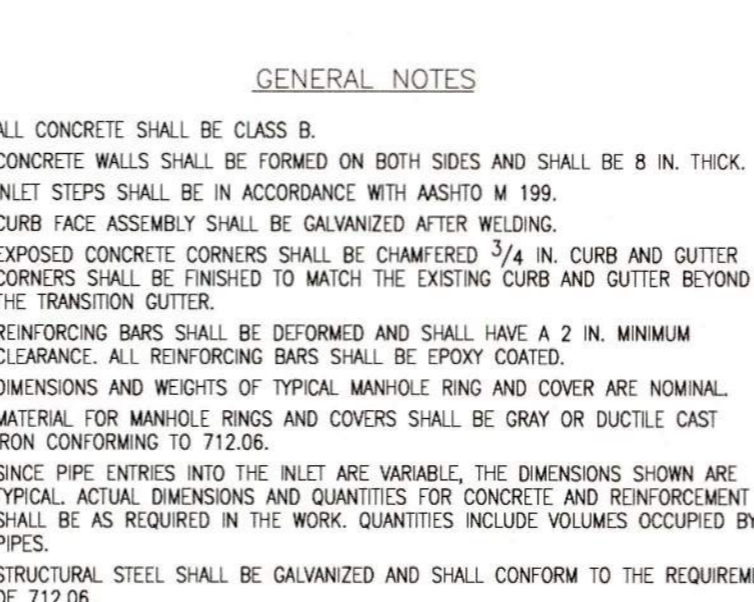 GENERAL NOTES
ALL CONCRETE SHALL BE CLASS B.
CONCRETE WALLS SHALL BE FORMED ON BOTH SIDES AND SHALL BE 8 IN. THICK.
INLET STEPS SHALL BE IN ACCORDANCE WITH AASHTO M 199.
CURB FACE ASSEMBLY SHALL BE GALVANIZED AFTER WELDING.
EXPOSED CONCRETE CORNERS SHALL BE CHAMFERED 3/4 IN. CURB AND GUTTER
CORNERS SHALL BE FINISHED TO MATCH THE EXISTING CURB AND GUTTER BEYOND
THE TRANSITION GUTTER.
REINFORCING BARS SHALL BE DEFORMED AND SHALL HAVE A 2 IN. MINIMUM
CLEARANCE. ALL REINFORCING BARS SHALL BE EPOXY COATED.
DIMENSIONS AND WEIGHTS OF TYPICAL MANHOLE RING AND COVER ARE NOMINAL.
MATERIAL FOR MANHOLE RINGS AND COVERS SHALL BE GRAY OR DUCTILE CAST
IRON CONFORMING TO 712.06.
SINCE PIPE ENTRIES INTO THE INLET ARE VARIABLE, THE DIMENSIONS SHOWN ARE
TYPICAL. ACTUAL DIMENSIONS AND QUANTITIES FOR CONCRETE AND REINFORCEMENT
SHALL BE AS REQUIRED IN THE WORK. QUANTITIES INCLUDE VOLUMES OCCUPIED BY
PIPES.
STRUCTURAL STEEL SHALL BE GALVANIZED AND SHALL CONFORM TO THE REQUIREME
OF 712.06